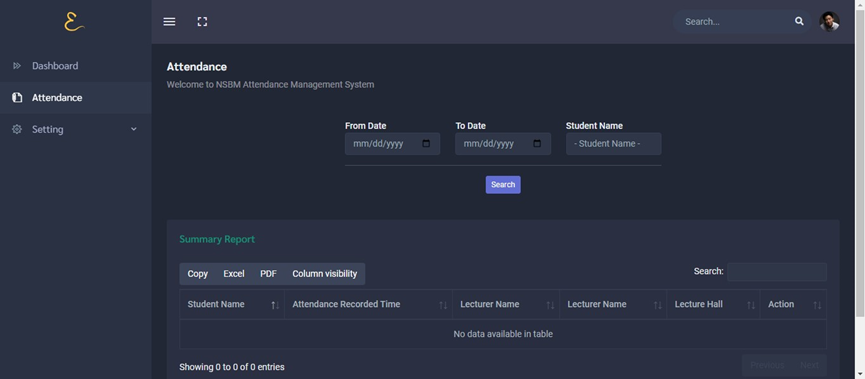 Search...
Dashboard
Attendance
Setting
Attendance
Welcome to NSBM Attendance Management System
From Date
To Date
Student Name
mm/dd/yyyy
mm/dd/yyyy
- Student Name -
Search
Summary Report
Copy Excel PDF Column visibility
Search:
Student Name Attendance Recorded Time Lecturer Name Lecturer Name Lecture Hall Action
No data available in table
Showing 0 to 0 of 0 entries
Previous Next